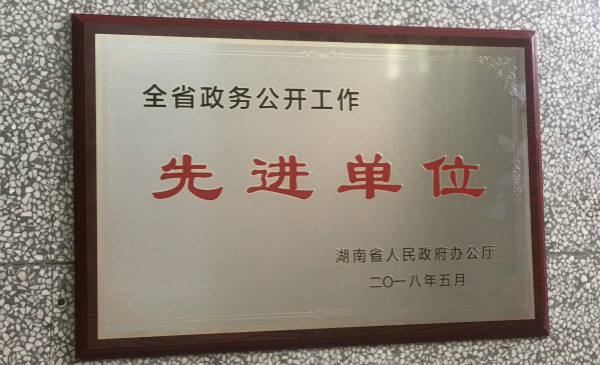 全省政务公开工作
先进单位
湖南省人民政府办公厅
二〇一八年五月